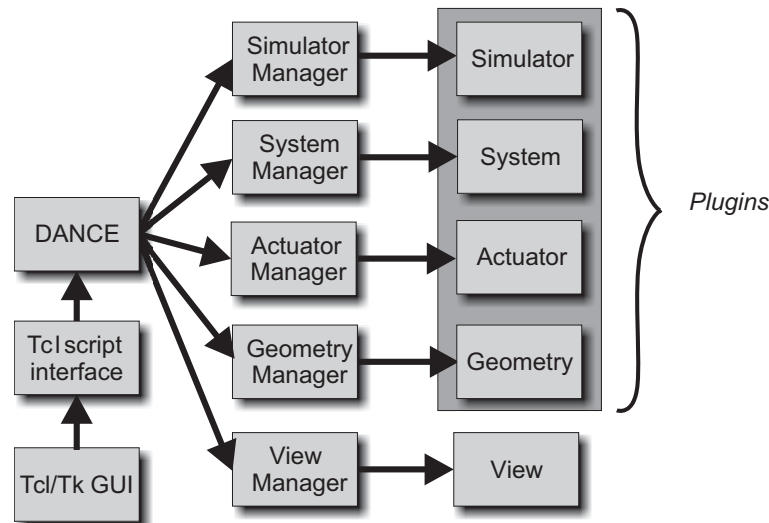 Simulator
Manager
Simulator
System
Manager
System
Plugins
DANCE
Actuator
Manager
Actuator
Tcl script
interface
Geometry
Manager
Geometry
Tcl/Tk GUI
View
Manager
View